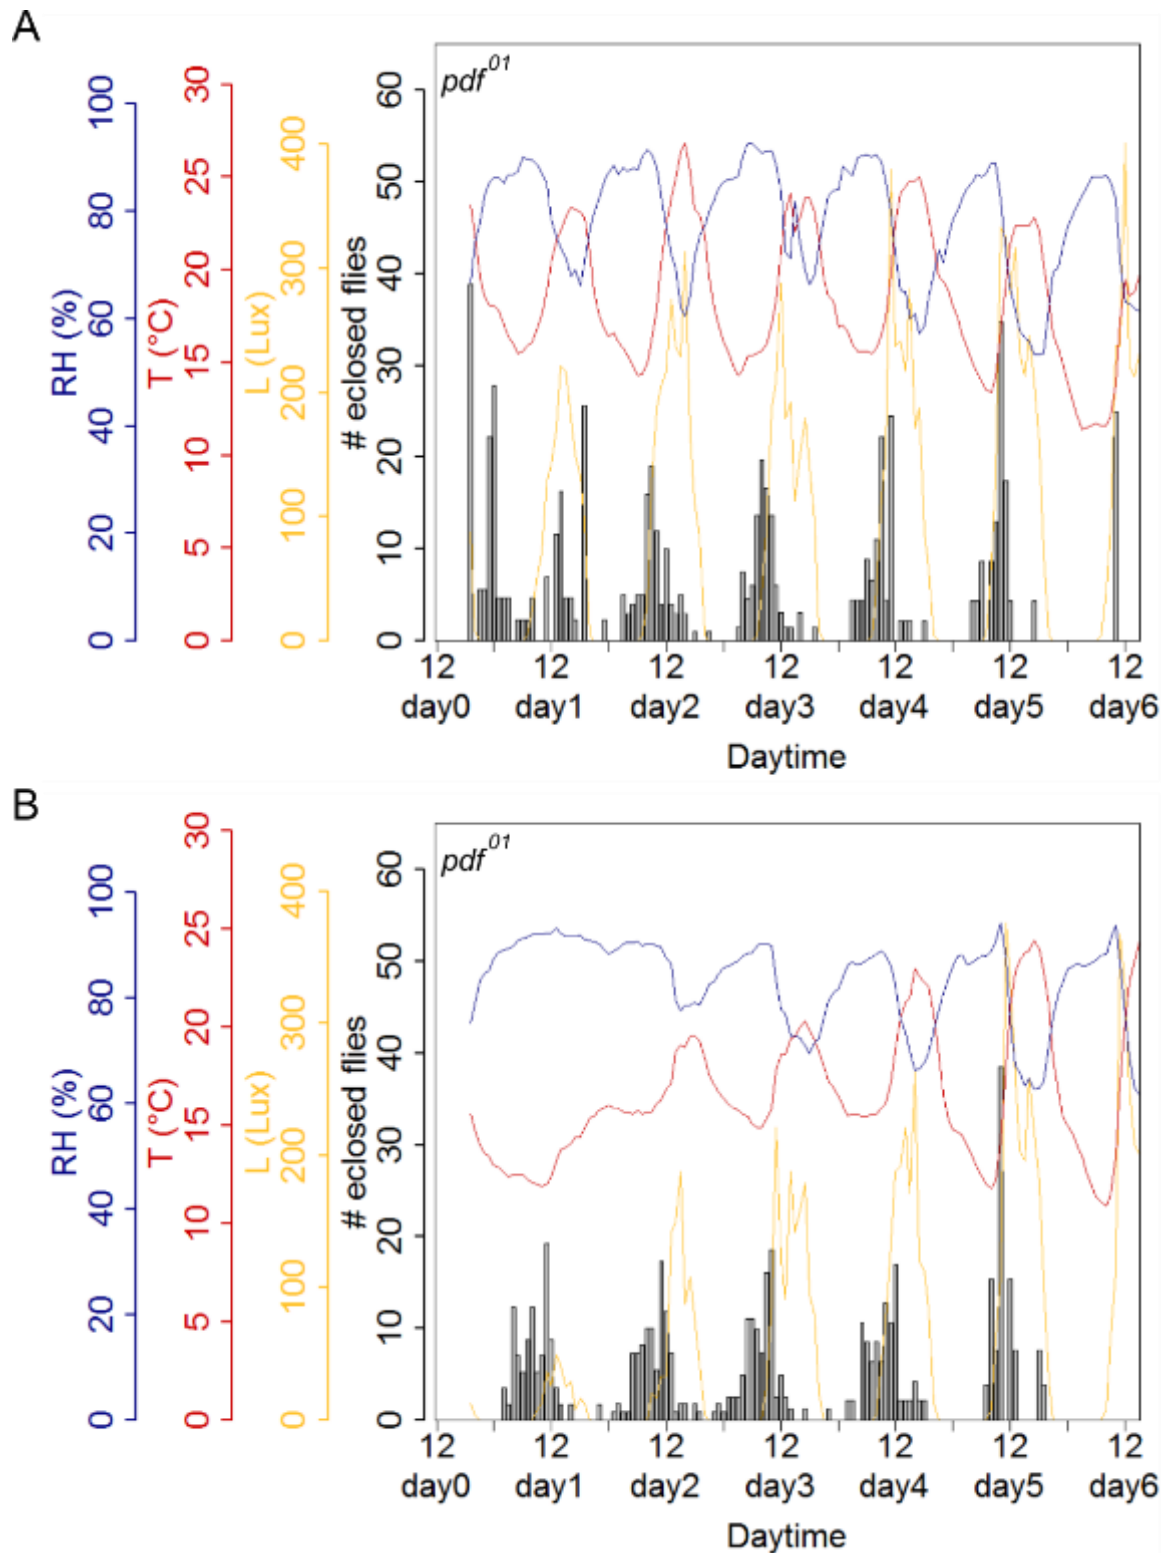 A
pdf01
RH (%)
0 20 40 60 80 100
T (°C)
0 5 10 15 20 25 30
L (Lux)
0 100 200 300 400
# eclosed flies
0 10 20 30 40 50 60
12 12 12 12 12 12 12
day0 day1 day2 day3 day4 day5 day6
Daytime
B
pdf01
RH (%)
0 20 40 60 80 100
T (°C)
0 5 10 15 20 25 30
L (Lux)
0 100 200 300 400
# eclosed flies
0 10 20 30 40 50 60
12 12 12 12 12 12 12
day0 day1 day2 day3 day4 day5 day6
Daytime